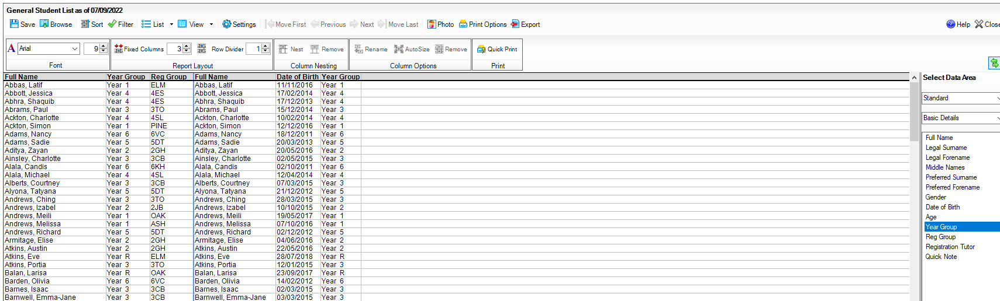 General Student List as of 07/09/2022
Save Browse Sort Filter List View Settings Move First Previous Next Move Last Photo Print Options Export Help Close
A Arial 9 Fixed Columns 3 Row Divider 1 Nest Remove Rename AutoSize Remove Quick Print
Font Report Layout Column Nesting Column Options Print
Full Name Year Group Reg Group Full Name Date of Birth Year Group
Abbas, Latif Year 1 ELM Abbas, Latif 11/11/2016 Year 1
Abbott, Jessica Year 4 4ES Abbott, Jessica 17/02/2014 Year 4
Abhra, Shaquib Year 4 4ES Abhra, Shaquib 17/12/2013 Year 4
Abrams, Paul Year 3 3TO Abrams, Paul 15/12/2014 Year 3
Ackton, Charlotte Year 4 4SL Ackton, Charlotte 10/02/2014 Year 4
Ackton, Simon Year 1 PINE Ackton, Simon 12/12/2016 Year 1
Adams, Nancy Year 6 6VC Adams, Nancy 18/12/2011 Year 6
Adams, Sadie Year 5 5DT Adams, Sadie 20/03/2013 Year 5
Aditya, Zayan Year 2 2GH Aditya, Zayan 20/05/2016 Year 2
Ainsley, Charlotte Year 3 3CB Ainsley, Charlotte 02/05/2015 Year 3
Alala, Candis Year 6 6KH Alala, Candis 02/10/2011 Year 6
Alala, Michael Year 4 4SL Alala, Michael 12/04/2014 Year 4
Alberts, Courtney Year 3 3CB Alberts, Courtney 07/03/2015 Year 3
Alyona, Tatyana Year 5 5DT Alyona, Tatyana 21/12/2012 Year 5
Andrews, Ching Year 3 3TO Andrews, Ching 28/03/2015 Year 3
Andrews, Izabel Year 2 2JB Andrews, Izabel 10/10/2015 Year 2
Andrews, Meili Year 1 OAK Andrews, Meili 19/05/2017 Year 1
Andrews, Melissa Year 1 ASH Andrews, Melissa 07/10/2016 Year 1
Andrews, Richard Year 5 5DT Andrews, Richard 02/12/2012 Year 5
Armitage, Elise Year 2 2GH Armitage, Elise 04/06/2016 Year 2
Atkins, Austin Year 2 2GH Atkins, Austin 22/05/2016 Year 2
Atkins, Eve Year R ELM Atkins, Eve 28/07/2018 Year R
Atkins, Portia Year 3 3TO Atkins, Portia 12/01/2015 Year 3
Balan, Larisa Year R OAK Balan, Larisa 23/09/2017 Year R
Barden, Olivia Year 6 6VC Barden, Olivia 14/02/2012 Year 6
Barnes, Isaac Year 3 3CB Barnes, Isaac 02/03/2015 Year 3
Barnwell, Emma-Jane Year 3 3CB Barnwell, Emma-Jane 03/03/2015 Year 3
Select Data Area
Standard
Basic Details
Full Name
Legal Surname
Legal Forename
Middle Names
Preferred Surname
Preferred Forename
Gender
Date of Birth
Age
Year Group
Reg Group
Registration Tutor
Quick Note